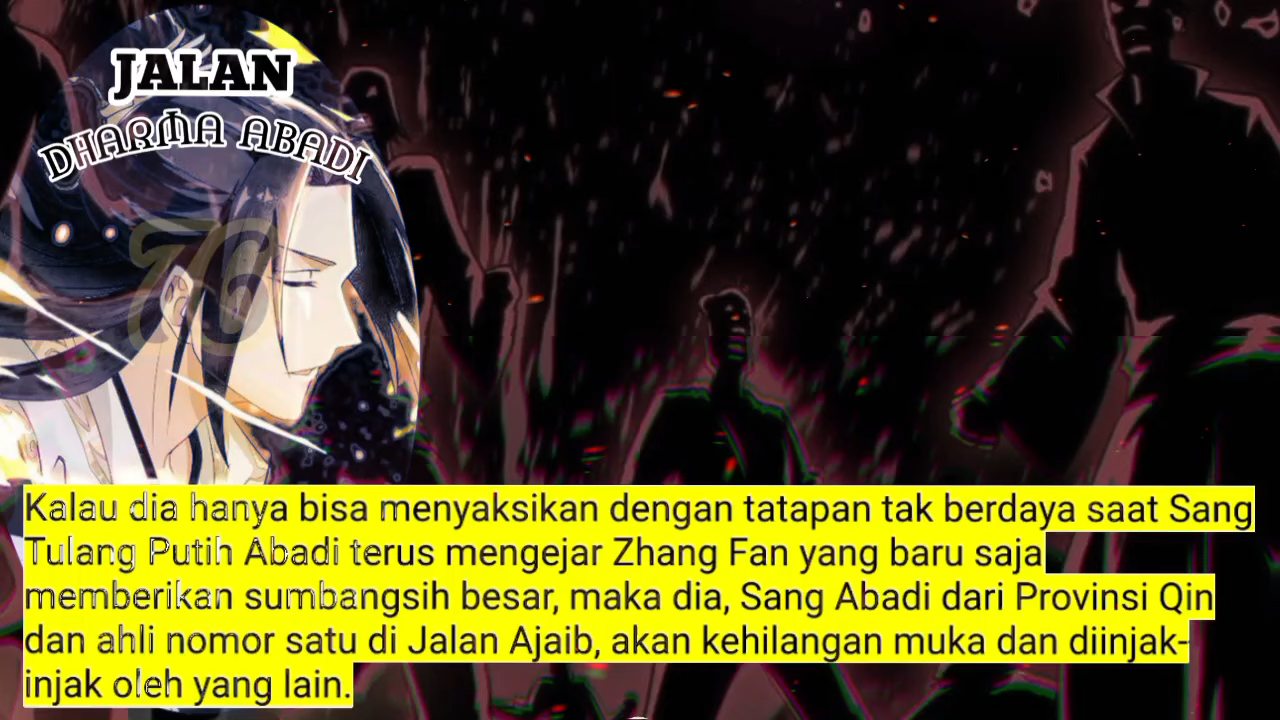 JALAN
DHARMA ABADI
76
Kalau dia hanya bisa menyaksikan dengan tatapan tak berdaya saat Sang
Tulang Putih Abadi terus mengejar Zhang Fan yang baru saja
memberikan sumbangsih besar, maka dia, Sang Abadi dari Provinsi Qin
dan ahli nomor satu di Jalan Ajaib, akan kehilangan muka dan diinjak-
injak oleh yang lain.